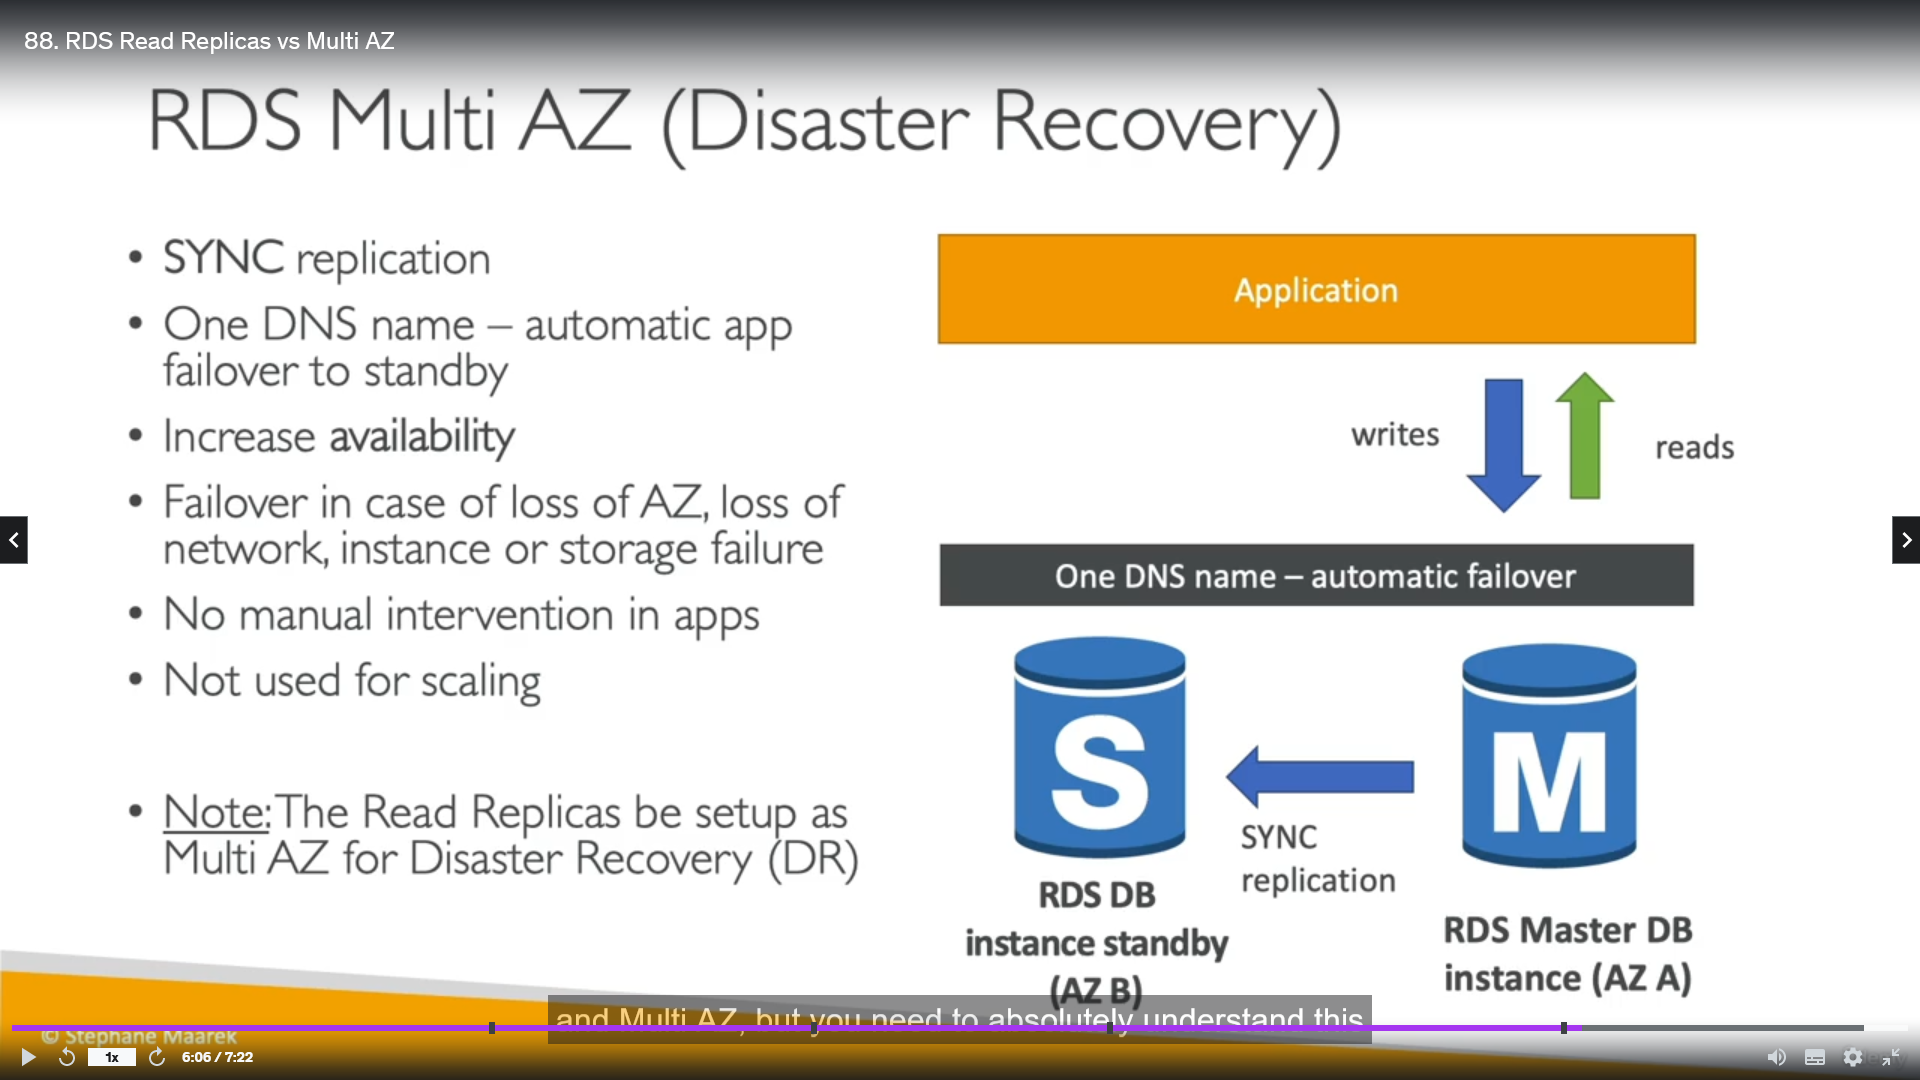 88. RDS Read Replicas vs Multi AZ
RDS Multi AZ (Disaster Recovery)
• SYNC replication
• One DNS name – automatic app
failover to standby
• Increase availability
• Failover in case of loss of AZ, loss of
network, instance or storage failure
• No manual intervention in apps
• Not used for scaling
• Note: The Read Replicas be setup as
Multi AZ for Disaster Recovery (DR)
Application
writes
reads
One DNS name – automatic failover
S
M
SYNC
replication
RDS DB
instance standby
(AZ B)
RDS Master DB
instance (AZ A)
and Multi AZ, but you need to absolutely understand this
© Stephane Maarek
1x
6:06 / 7:22